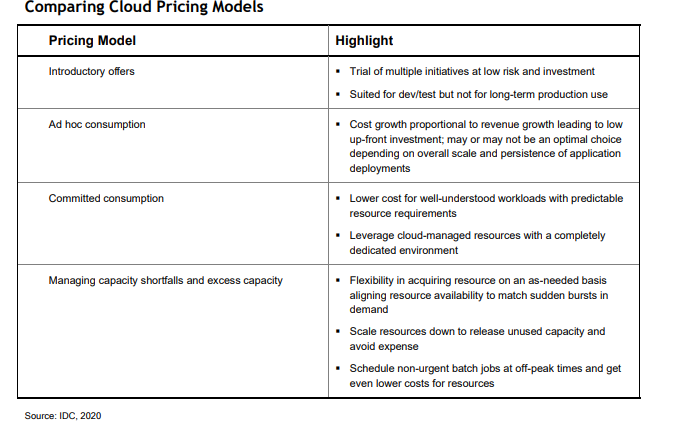 Comparing Cloud Pricing Models
Pricing Model
Highlight
Introductory offers
▪ Trial of multiple initiatives at low risk and investment
▪ Suited for dev/test but not for long-term production use
Ad hoc consumption
▪ Cost growth proportional to revenue growth leading to low
up-front investment; may or may not be an optimal choice
depending on overall scale and persistence of application
deployments
Committed consumption
▪ Lower cost for well-understood workloads with predictable
resource requirements
▪ Leverage cloud-managed resources with a completely
dedicated environment
Managing capacity shortfalls and excess capacity
▪ Flexibility in acquiring resource on an as-needed basis
aligning resource availability to match sudden bursts in
demand
▪ Scale resources down to release unused capacity and
avoid expense
▪ Schedule non-urgent batch jobs at off-peak times and get
even lower costs for resources
Source: IDC, 2020